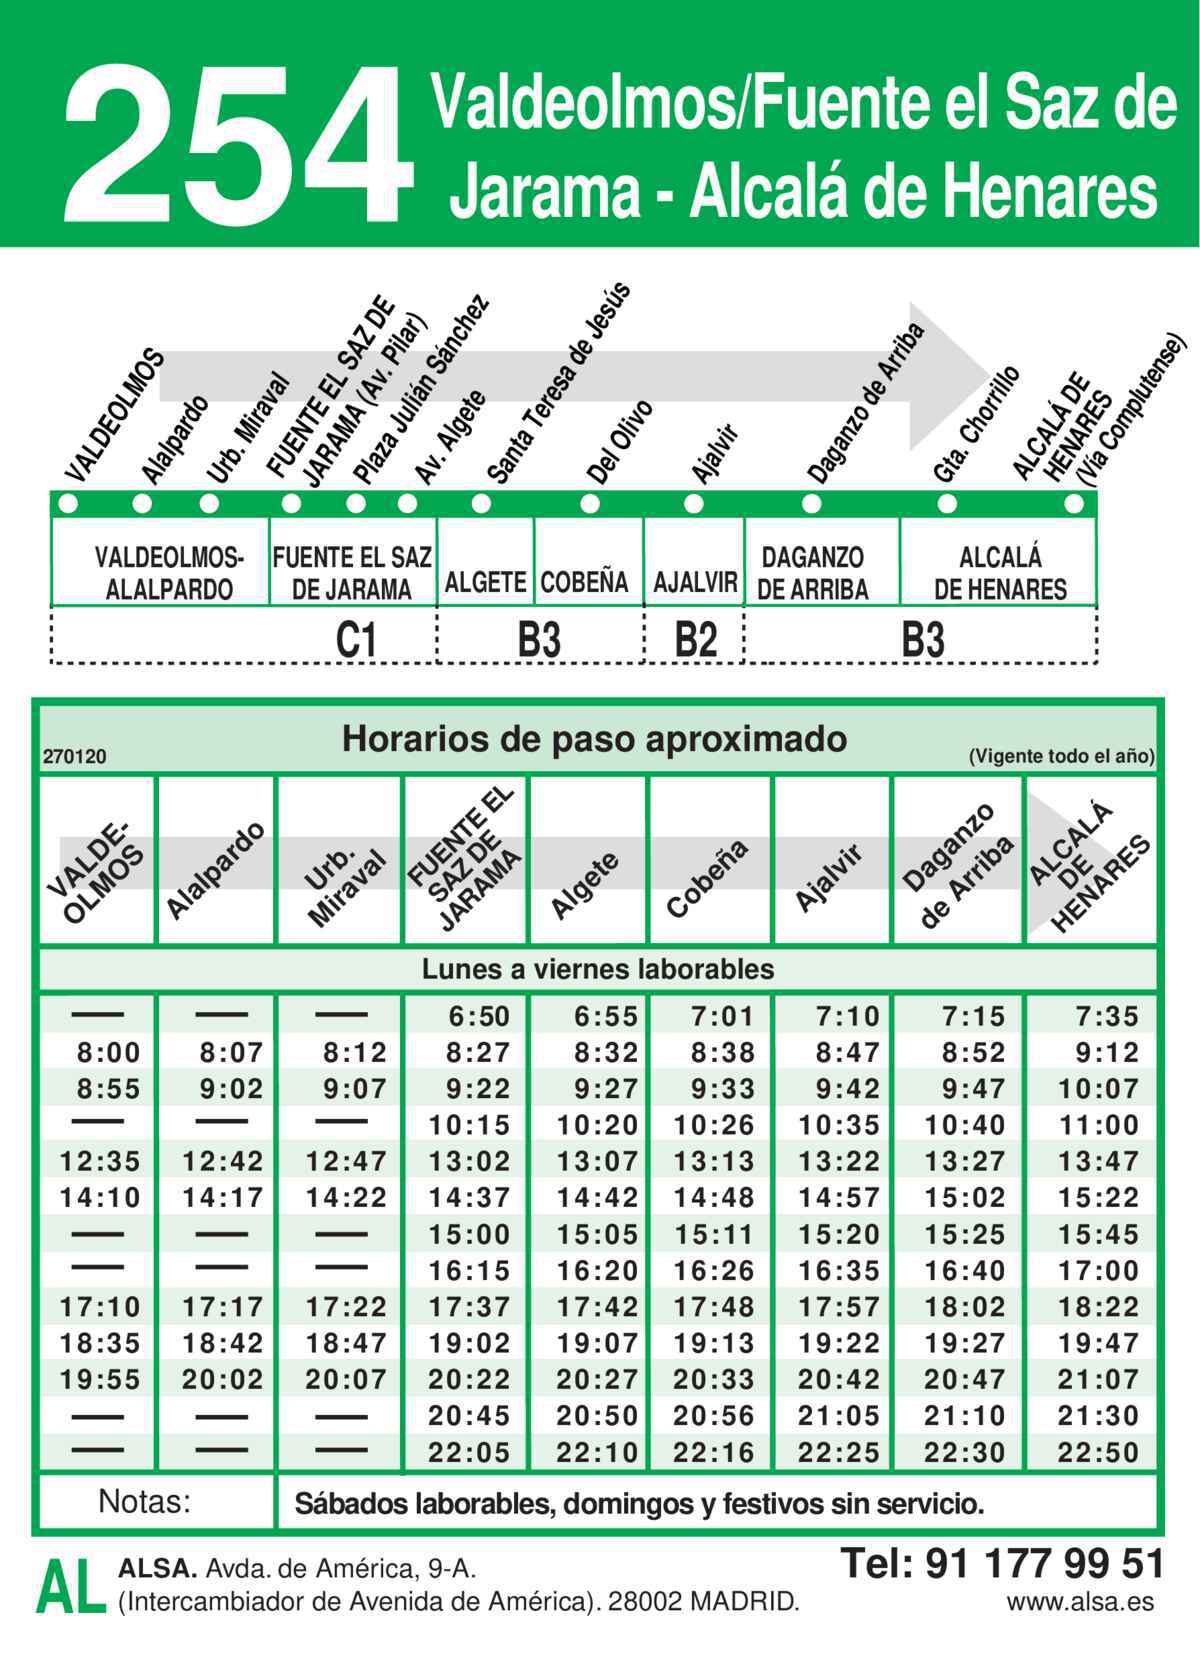 254
Valdeolmos/Fuente el Saz de
Jarama - Alcalá de Henares
VALDEOLMOS
Alalpardo
Urb. Miraval
FUENTE EL SAZ DE
JARAMA (Av. Pilar)
Plaza Julián Sánchez
Av. Algete
Santa Teresa de Jesús
Del Olivo
Ajalvir
Daganzo de Arriba
Gta. Chorrillo
ALCALÁ DE
HENARES
(Vía Complutense)
VALDEOLMOS-
ALALPARDO
FUENTE EL SAZ
DE JARAMA
ALGETE
COBEÑA
AJALVIR
DAGANZO
DE ARRIBA
ALCALÁ
DE HENARES
C1 B3 B2 B3
Horarios de paso aproximado
270120
(Vigente todo el año)
VALDE-
OLMOS
Alalpardo
Urb.
Miraval
FUENTE EL
SAZ DE
JARAMA
Algete
Cobeña
Ajalvir
Daganzo
de Arriba
ALCALÁ
DE
HENARES
Lunes a viernes laborables
— — — 6:50 6:55 7:01 7:10 7:15 7:35
8:00 8:07 8:12 8:27 8:32 8:38 8:47 8:52 9:12
8:55 9:02 9:07 9:22 9:27 9:33 9:42 9:47 10:07
— — — 10:15 10:20 10:26 10:35 10:40 11:00
12:35 12:42 12:47 13:02 13:07 13:13 13:22 13:27 13:47
14:10 14:17 14:22 14:37 14:42 14:48 14:57 15:02 15:22
— — — 15:00 15:05 15:11 15:20 15:25 15:45
— — — 16:15 16:20 16:26 16:35 16:40 17:00
17:10 17:17 17:22 17:37 17:42 17:48 17:57 18:02 18:22
18:35 18:42 18:47 19:02 19:07 19:13 19:22 19:27 19:47
19:55 20:02 20:07 20:22 20:27 20:33 20:42 20:47 21:07
— — — 20:45 20:50 20:56 21:05 21:10 21:30
— — — 22:05 22:10 22:16 22:25 22:30 22:50
Notas: Sábados laborables, domingos y festivos sin servicio.
AL
ALSA. Avda. de América, 9-A.
(Intercambiador de Avenida de América). 28002 MADRID.
Tel: 91 177 99 51
www.alsa.es